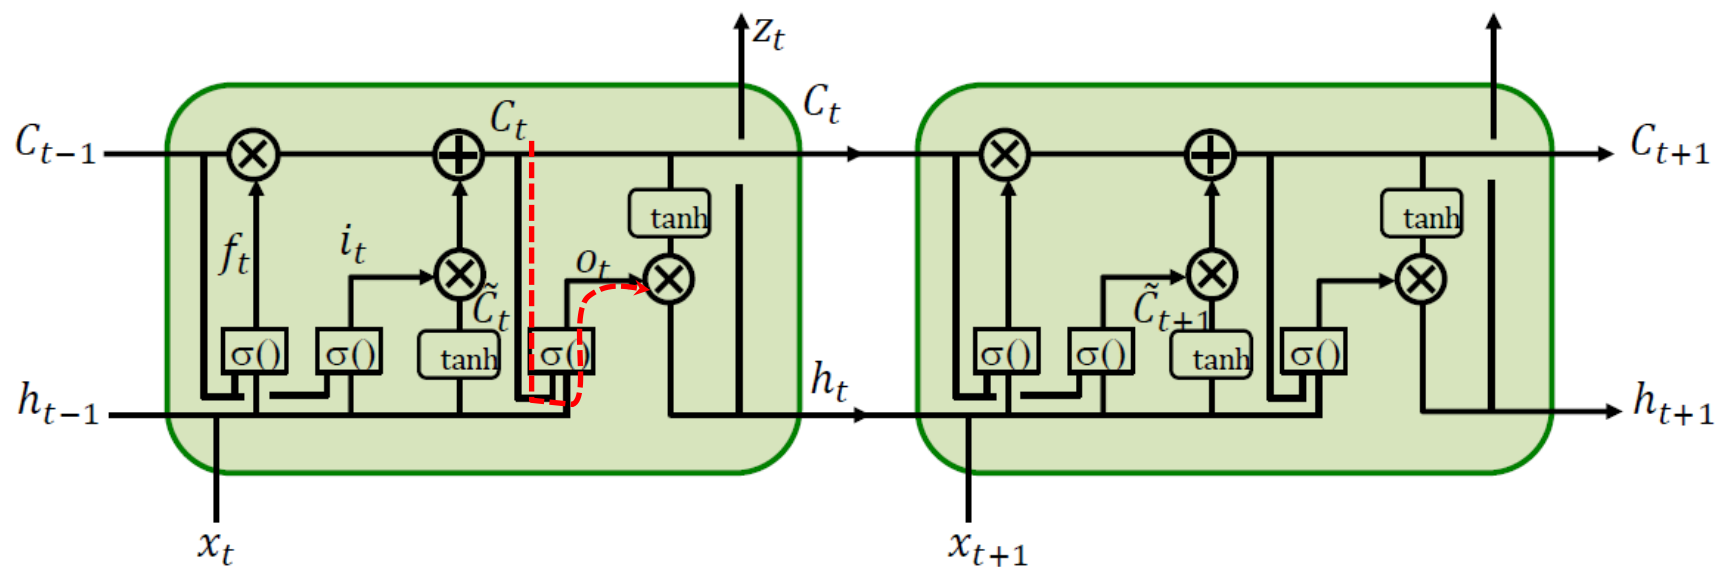 z_t
C_{t−1} C_t C_t C_{t+1}
tanh tanh
f_t i_t o_t
C̃_t C̃_{t+1}
σ() σ() tanh σ() σ() σ() tanh σ()
h_{t−1} h_t h_{t+1}
x_t x_{t+1}